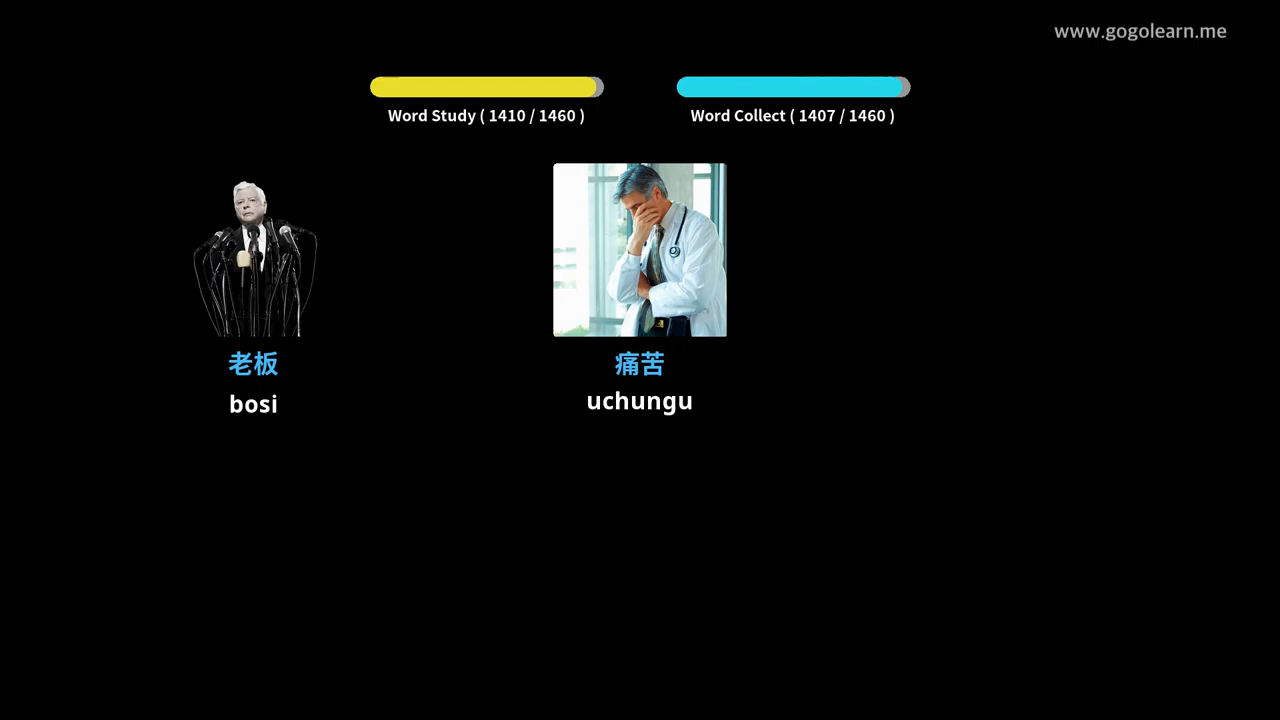 www.gogolearn.me
Word Study ( 1410 / 1460 )
Word Collect ( 1407 / 1460 )
老板
bosi
痛苦
uchungu